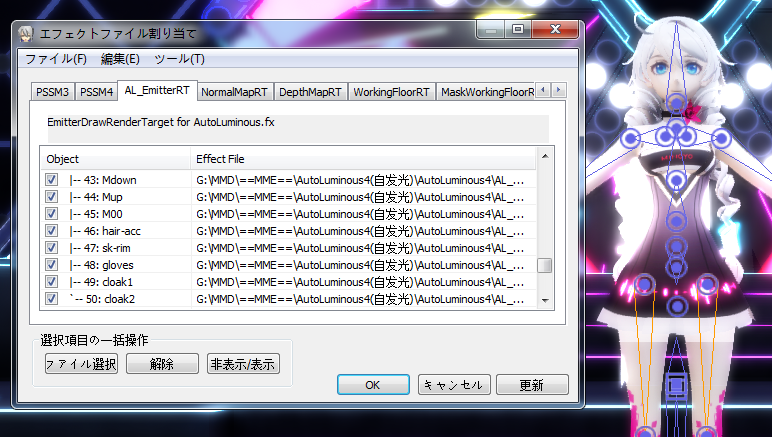 エフェクトファイル割り当て
ファイル(F) 編集(E) ツール(T)
PSSM3 PSSM4 AL_EmitterRT NormalMapRT DepthMapRT WorkingFloorRT MaskWorkingFloorR
EmitterDrawRenderTarget for AutoLuminous.fx
Object Effect File
|-- 43: Mdown G:\MMD\==MME==\AutoLuminous4(自发光)\AutoLuminous4\AL_...
|-- 44: Mup G:\MMD\==MME==\AutoLuminous4(自发光)\AutoLuminous4\AL_...
|-- 45: M00 G:\MMD\==MME==\AutoLuminous4(自发光)\AutoLuminous4\AL_...
|-- 46: hair-acc G:\MMD\==MME==\AutoLuminous4(自发光)\AutoLuminous4\AL_...
|-- 47: sk-rim G:\MMD\==MME==\AutoLuminous4(自发光)\AutoLuminous4\AL_...
|-- 48: gloves G:\MMD\==MME==\AutoLuminous4(自发光)\AutoLuminous4\AL_...
|-- 49: cloak1 G:\MMD\==MME==\AutoLuminous4(自发光)\AutoLuminous4\AL_...
`-- 50: cloak2 G:\MMD\==MME==\AutoLuminous4(自发光)\AutoLuminous4\AL_...
選択項目の一括操作
ファイル選択 解除 非表示/表示
OK キャンセル 更新